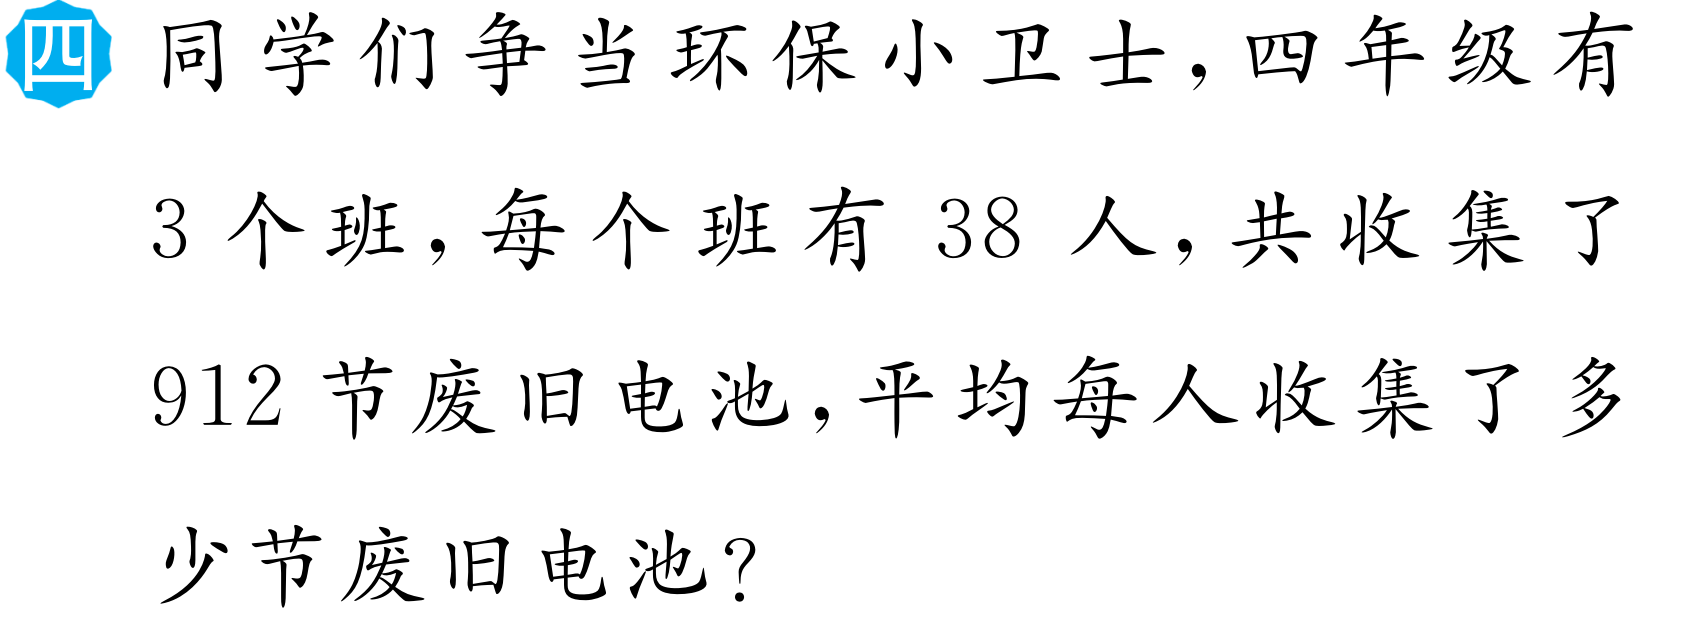 四 同学们争当环保小卫士,四年级有
3个班,每个班有 38 人,共收集了
912 节废旧电池,平均每人收集了多
少节废旧电池?